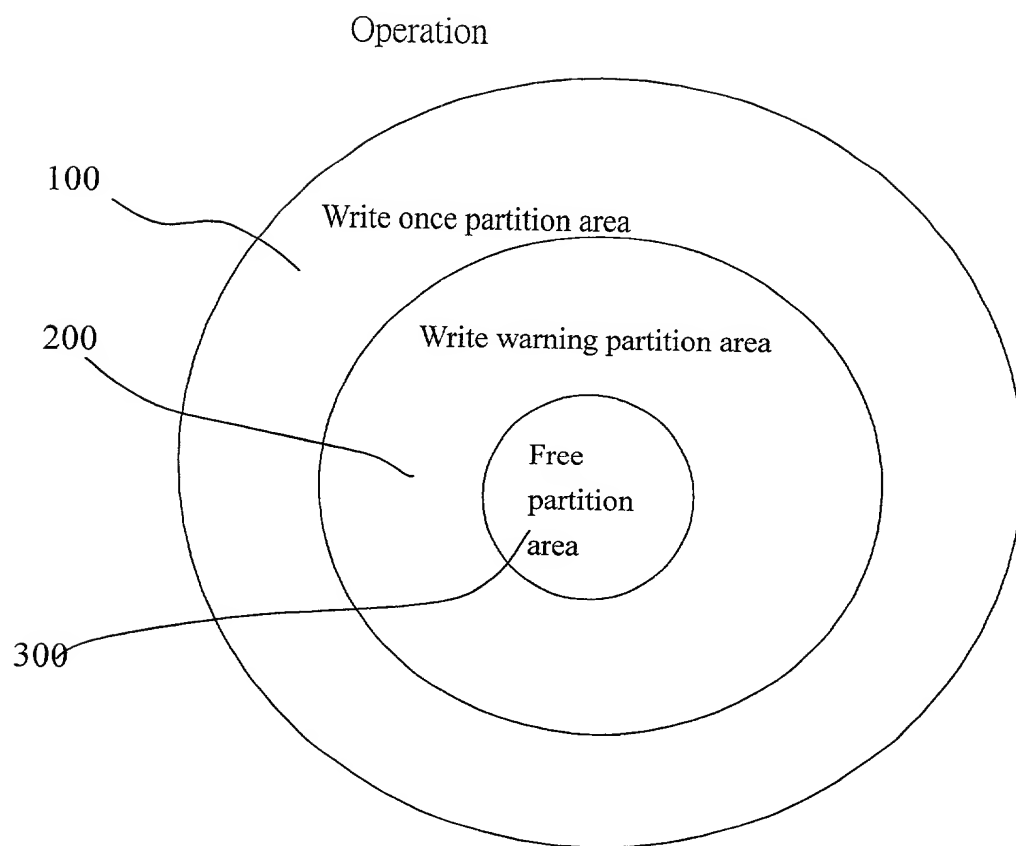 Operation
100
Write once partition area
200
Write warning partition area
Free
partition
area
300